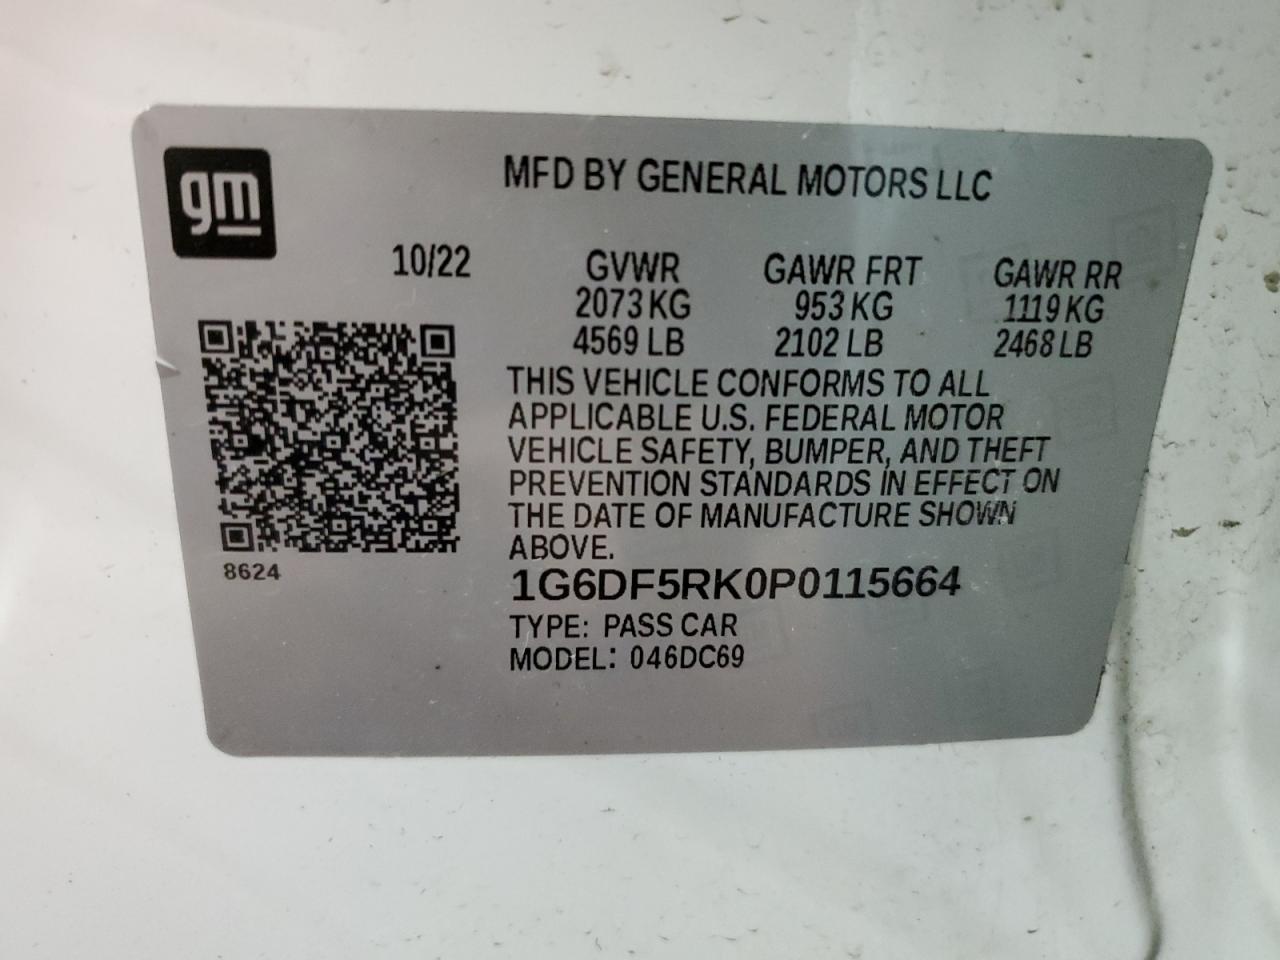 gm
MFD BY GENERAL MOTORS LLC
10/22 GVWR GAWR FRT GAWR RR
2073 KG 953 KG 1119 KG
4569 LB 2102 LB 2468 LB
THIS VEHICLE CONFORMS TO ALL
APPLICABLE U.S. FEDERAL MOTOR
VEHICLE SAFETY, BUMPER, AND THEFT
PREVENTION STANDARDS IN EFFECT ON
THE DATE OF MANUFACTURE SHOWN
ABOVE.
8624
1G6DF5RK0P0115664
TYPE: PASS CAR
MODEL: 046DC69